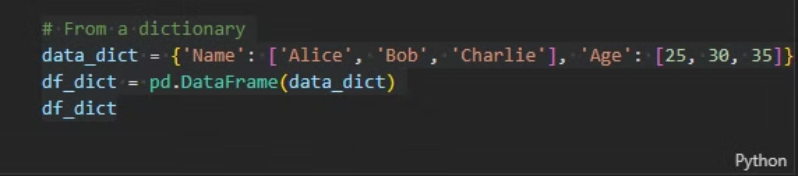 # From a dictionary
data_dict = {'Name': ['Alice', 'Bob', 'Charlie'], 'Age': [25, 30, 35]}
df_dict = pd.DataFrame(data_dict)
df_dict
Python